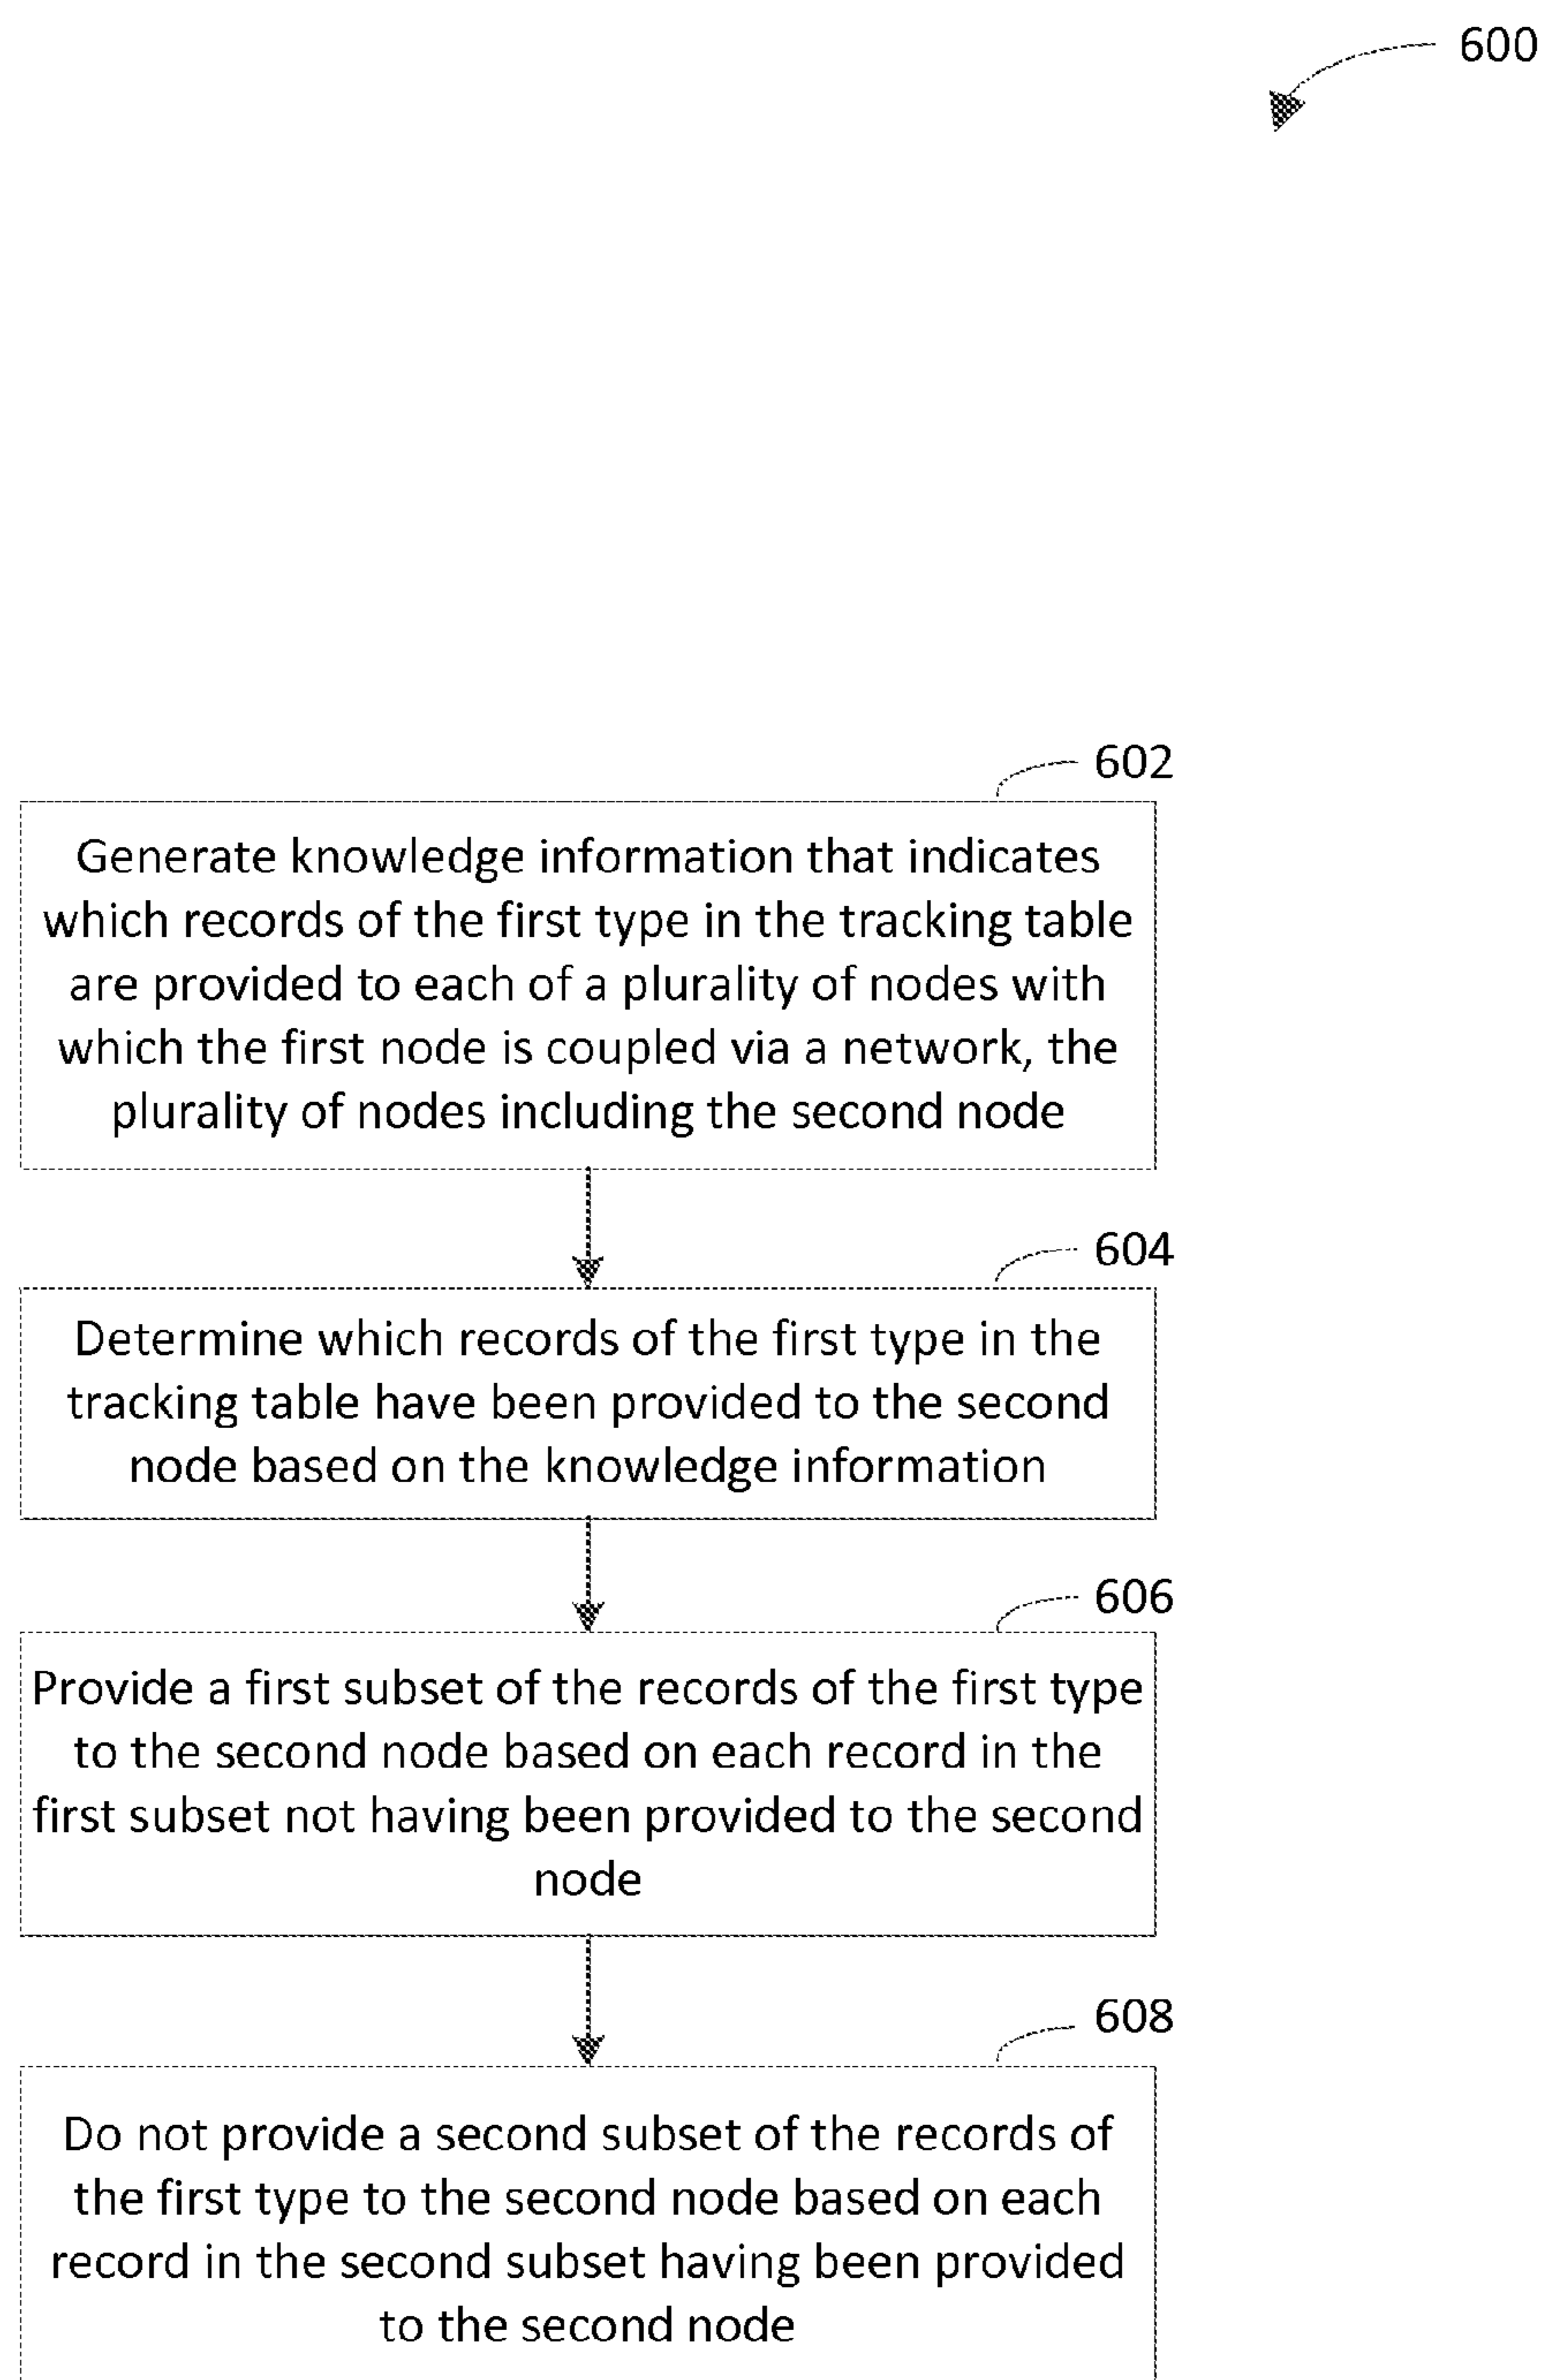 600
602
Generate knowledge information that indicates
which records of the first type in the tracking table
are provided to each of a plurality of nodes with
which the first node is coupled via a network, the
plurality of nodes including the second node
604
Determine which records of the first type in the
tracking table have been provided to the second
node based on the knowledge information
606
Provide a first subset of the records of the first type
to the second node based on each record in the
first subset not having been provided to the second
node
608
Do not provide a second subset of the records of
the first type to the second node based on each
record in the second subset having been provided
to the second node